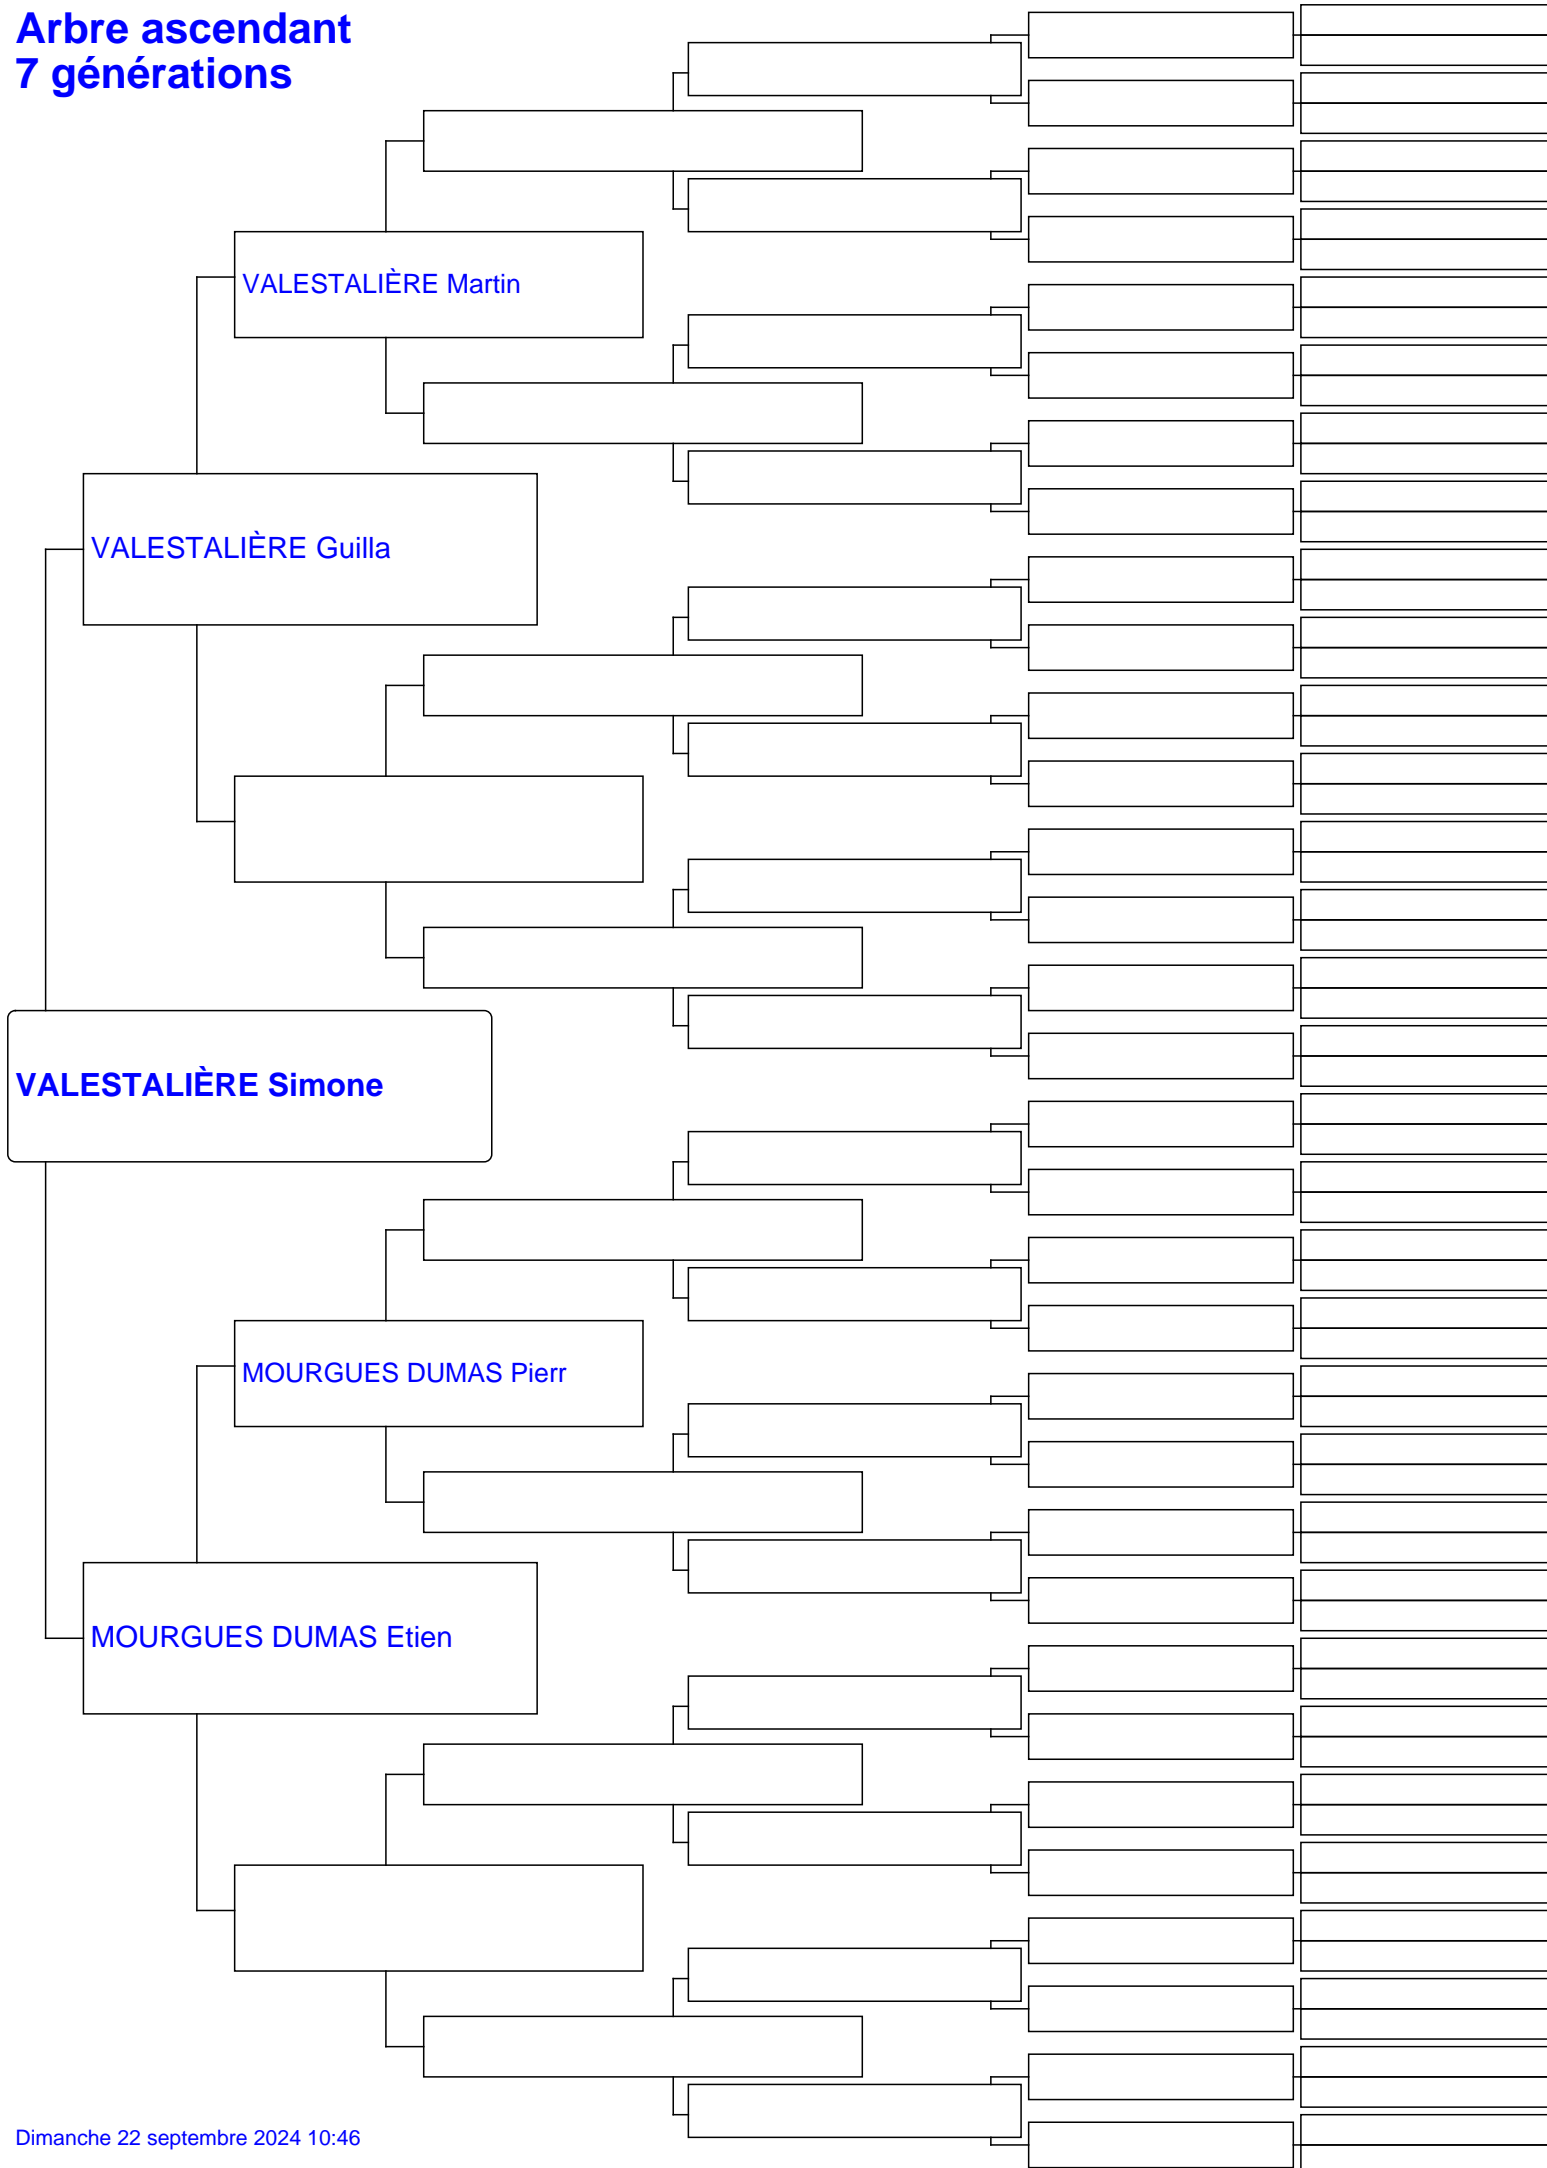 Arbre ascendant
7 générations
VALESTALIÈRE Martin
VALESTALIÈRE Guilla
VALESTALIÈRE Simone
MOURGUES DUMAS Pierr
MOURGUES DUMAS Etien
Dimanche 22 septembre 2024 10:46